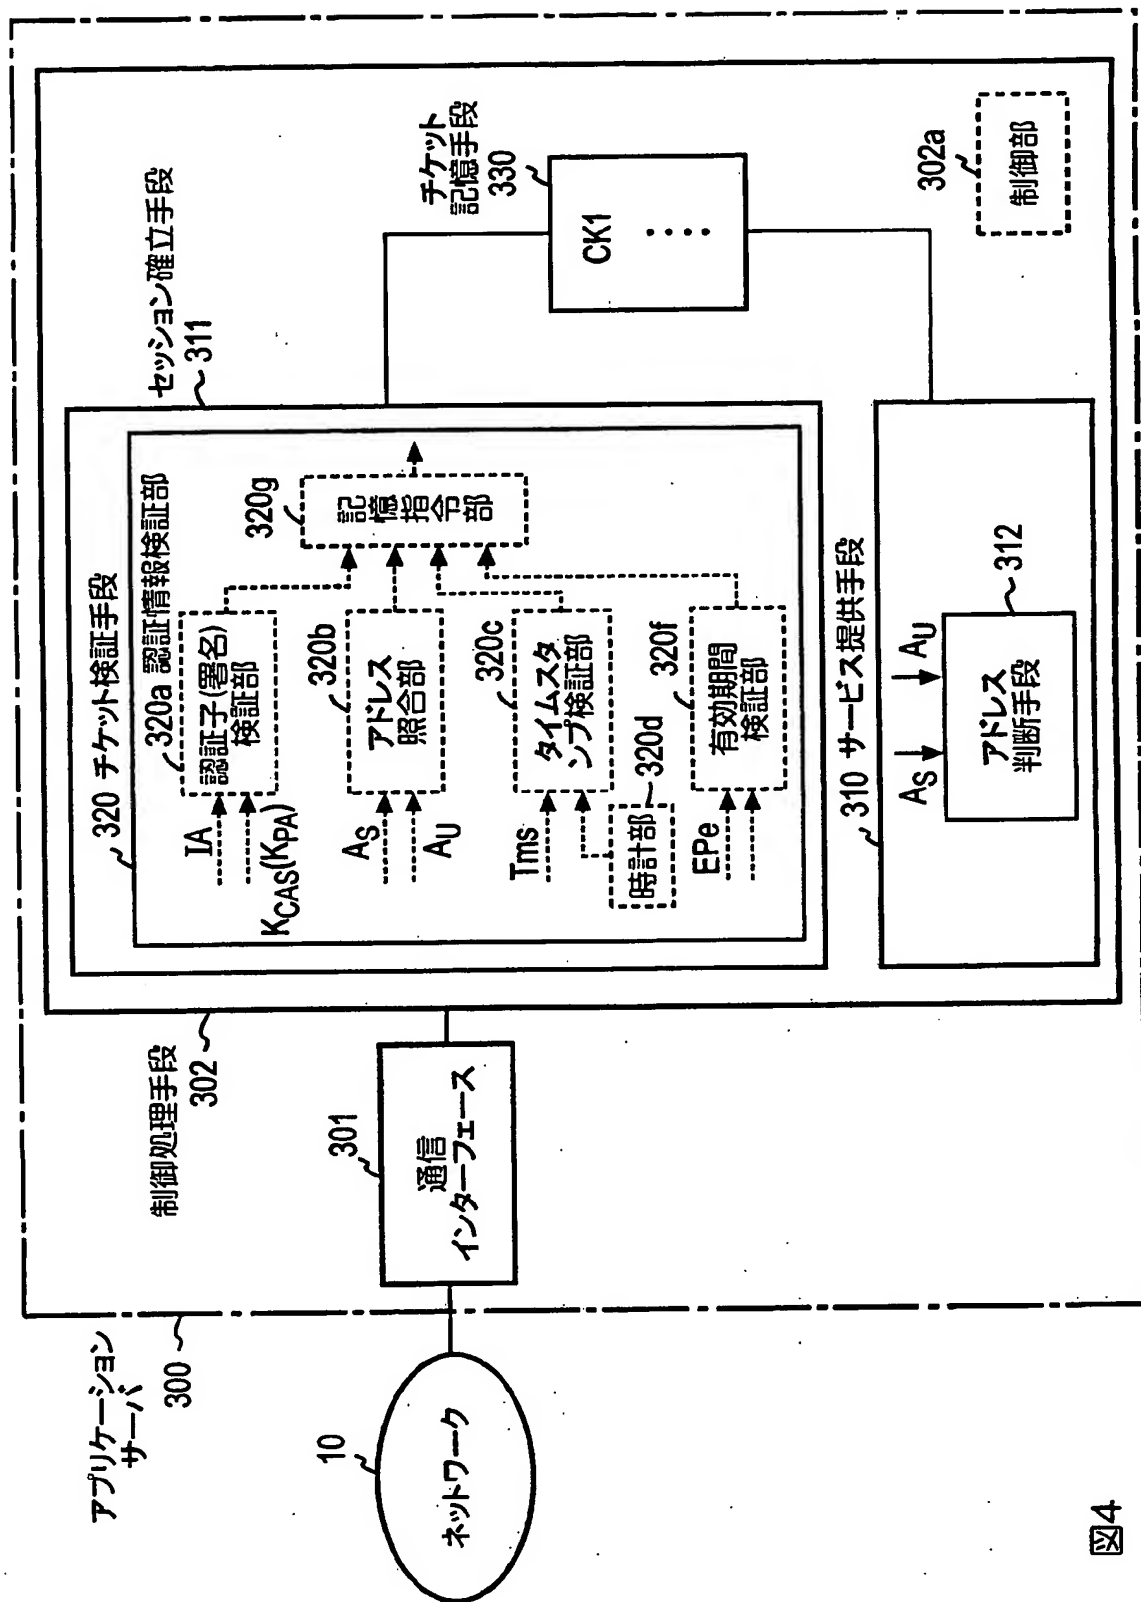 アプリケーション
サーバ
300
10
ネットワーク
制御処理手段
302
301
通信
インターフェース
セッション確立手段
311
320 チケット検証手段
320a 認証情報検証部
認証子(署名)
検証部
IA
KCAS(KPA)
320b
アドレス
照合部
AS
AU
320c
タイムスタ
ンプ検証部
Tms
時計部
320d
320f
有効期間
検証部
EPe
320g
記憶指令部
チケット
記憶手段
330
CK1
‥‥
310 サービス提供手段
AS
AU
312
アドレス
判断手段
302a
制御部
図4